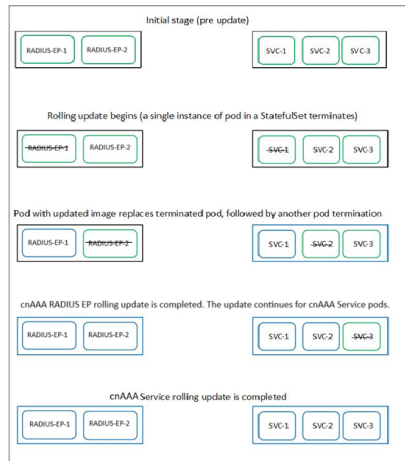 Initial stage (pre update)
RADIUS-EP-1 RADIUS-EP-2 SVC-1 SVC-2 SVC-3
Rolling update begins (a single instance of pod in a StatefulSet terminates)
RADIUS-EP-1 RADIUS-EP-2 SVC-1 SVC-2 SVC-3
Pod with updated image replaces terminated pod, followed by another pod termination
RADIUS-EP-1 RADIUS-EP-2 SVC-1 SVC-2 SVC-3
cnAAA RADIUS EP rolling update is completed. The update continues for cnAAA Service pods.
RADIUS-EP-1 RADIUS-EP-2 SVC-1 SVC-2 SVC-3
cnAAA Service rolling update is completed
RADIUS-EP-1 RADIUS-EP-2 SVC-1 SVC-2 SVC-3